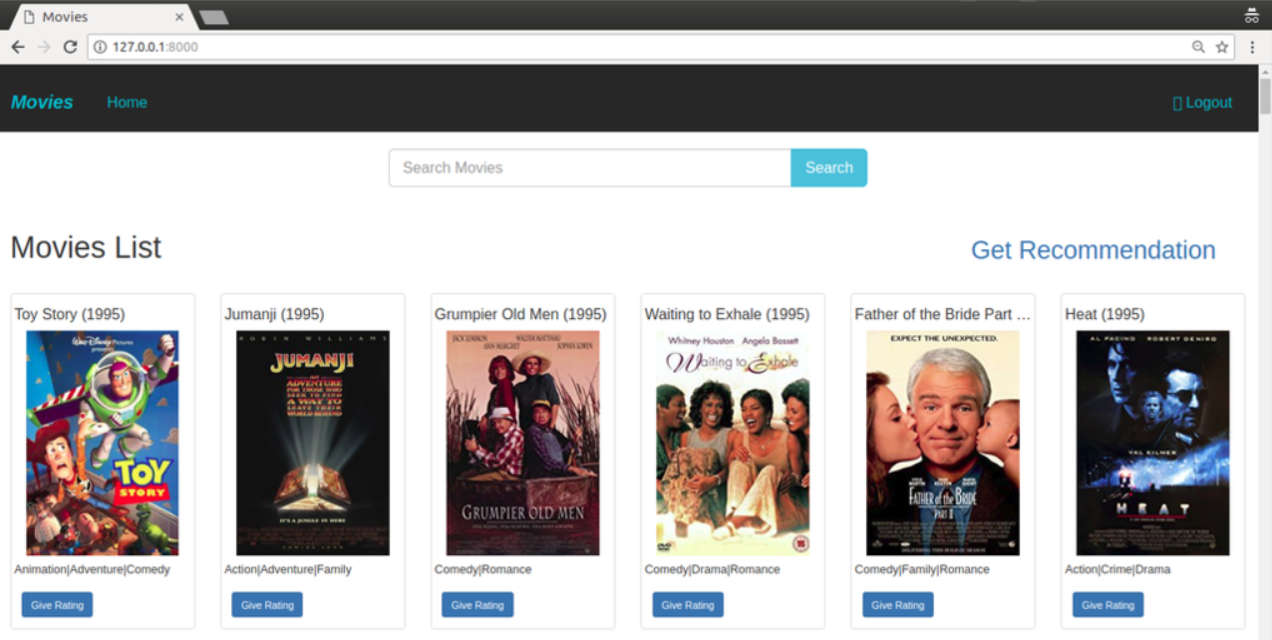 Movies
127.0.0.1:8000
Movies Home Logout
Search Movies Search
Movies List Get Recommendation
Toy Story (1995)
Jumanji (1995)
Grumpier Old Men (1995)
Waiting to Exhale (1995)
Father of the Bride Part ...
Heat (1995)
Walt Disney Pictures
presents
TOY
STORY
ROBIN WILLIAMS
JUMANJI
AN
ADVENTURE
FOR THOSE WHO
SEEK TO FIND
A WAY TO
LEAVE THEIR
WORLD BEHIND
IT'S A JUNGLE IN HERE
COMING SOON
JACK LEMMON WALTER MATTHAU
ANN-MARGRET SOPHIA LOREN
GRUMPIER OLD MEN
Whitney Houston Angela Bassett
Waiting to Exhale
15
EXPECT THE UNEXPECTED.
FATHER of the BRIDE
PART II
AL PACINO ROBERT DENIRO
VAL KILMER
HEAT
Animation|Adventure|Comedy
Action|Adventure|Family
Comedy|Romance
Comedy|Drama|Romance
Comedy|Family|Romance
Action|Crime|Drama
Give Rating
Give Rating
Give Rating
Give Rating
Give Rating
Give Rating